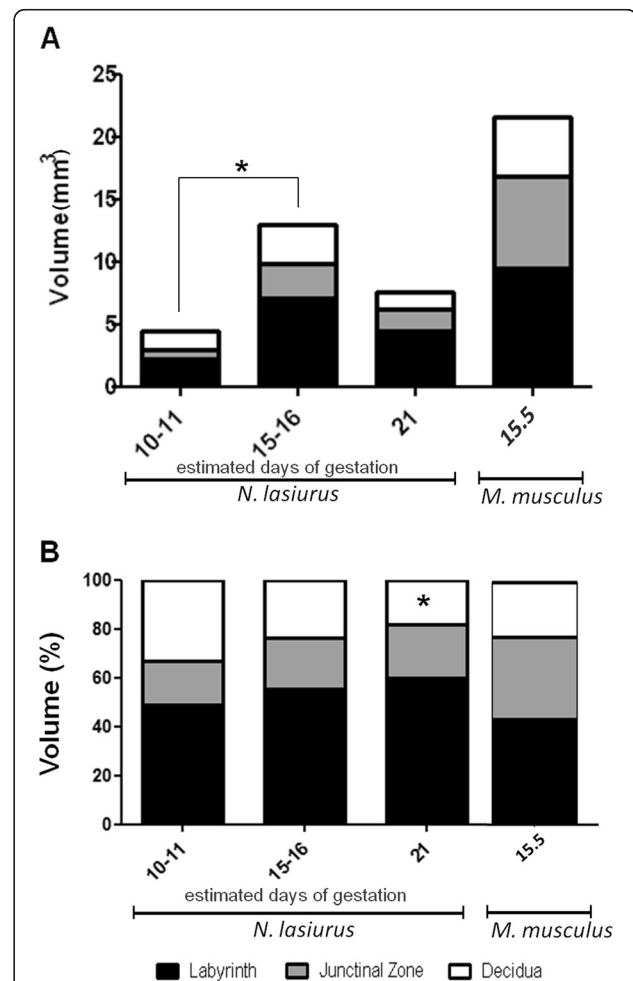 A
Volume(mm3)
25
20
15
10
5
0
*
10-11
15-16
21
15.5
estimated days of gestation
N. lasiurus
M. musculus
B
Volume (%)
100
80
60
40
20
0
*
10-11
15-16
21
15.5
estimated days of gestation
N. lasiurus
M. musculus
Labyrinth Junctinal Zone Decidua